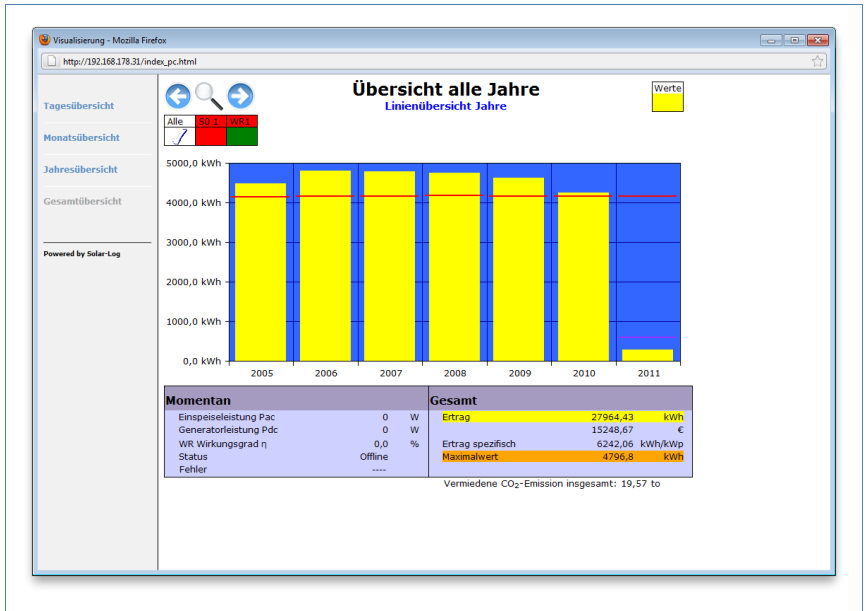 Visualisierung - Mozilla Firefox
http://192.168.178.31/index_pc.html
Tagesübersicht
Monatsübersicht
Jahresübersicht
Gesamtübersicht
Powered by Solar-Log
Übersicht alle Jahre
Linienübersicht Jahre
Werte
Alle S0 1 WR1
5000,0 kWh
4000,0 kWh
3000,0 kWh
2000,0 kWh
1000,0 kWh
0,0 kWh
2005 2006 2007 2008 2009 2010 2011
Momentan
Einspeiseleistung Pac 0 W
Generatorleistung Pdc 0 W
WR Wirkungsgrad η 0,0 %
Status Offline
Fehler ----
Gesamt
Ertrag 27964,43 kWh
15248,67 €
Ertrag spezifisch 6242,06 kWh/kWp
Maximalwert 4796,8 kWh
Vermiedene CO₂-Emission insgesamt: 19,57 to